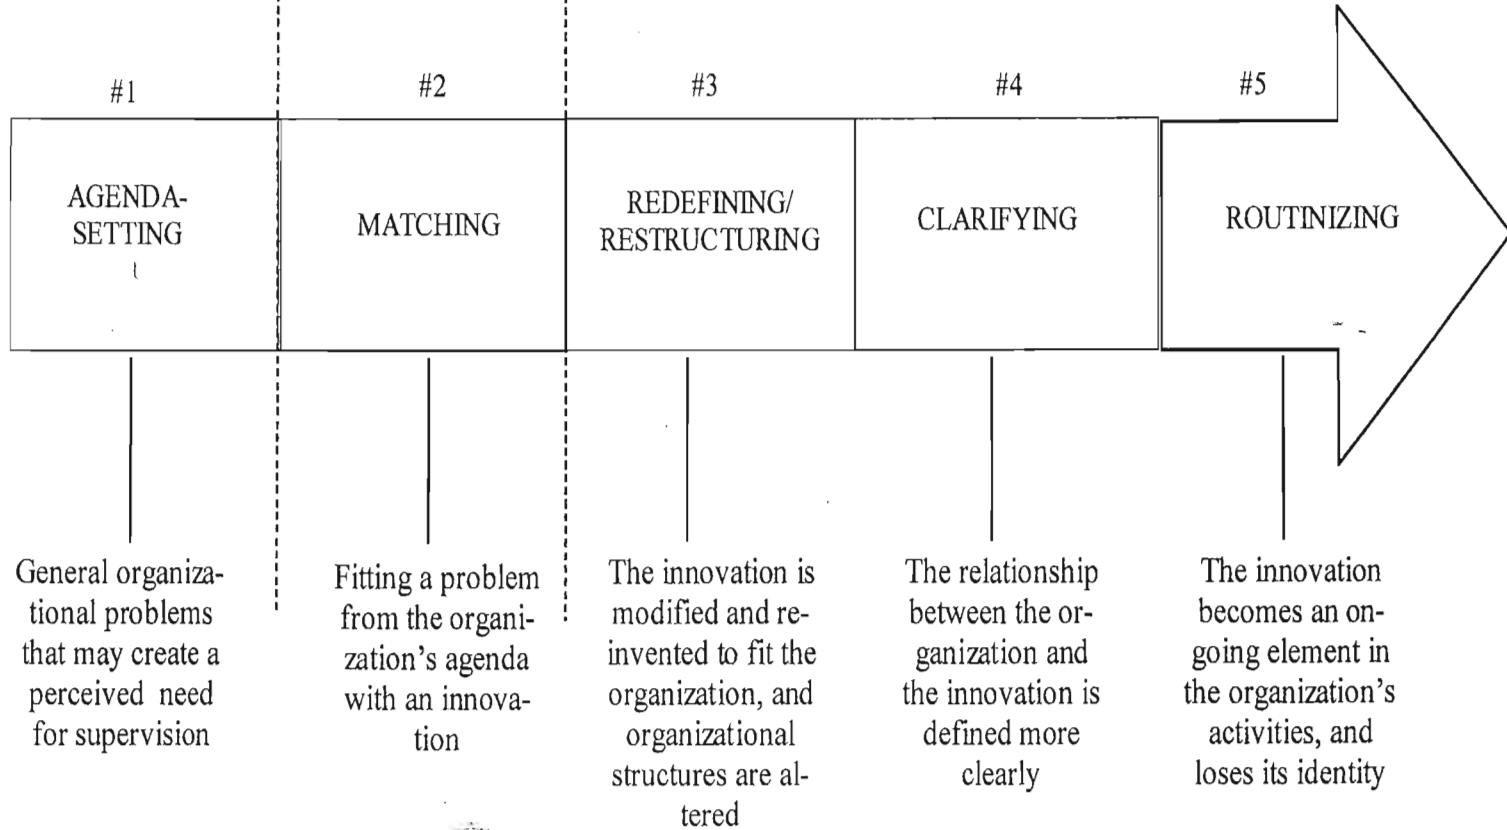 #1
#2
#3
#4
#5
AGENDA-
SETTING
MATCHING
REDEFINING/
RESTRUCTURING
CLARIFYING
ROUTINIZING
General organiza-
tional problems
that may create a
perceived need
for supervision
Fitting a problem
from the organi-
zation's agenda
with an innova-
tion
The innovation is
modified and re-
invented to fit the
organization, and
organizational
structures are al-
tered
The relationship
between the or-
ganization and
the innovation is
defined more
clearly
The innovation
becomes an on-
going element in
the organization's
activities, and
loses its identity